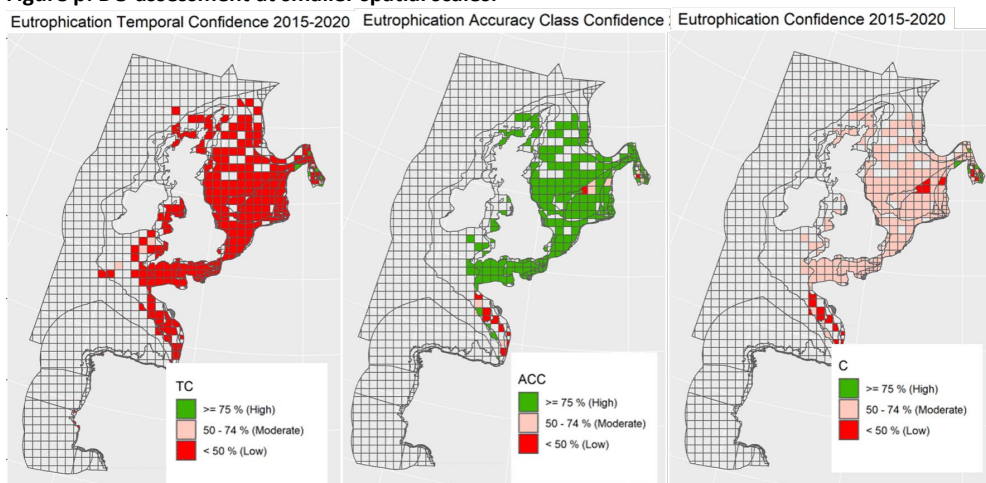 Figure p. DO assessment at smaller spatial scales.
Eutrophication Temporal Confidence 2015-2020
Eutrophication Accuracy Class Confidence
Eutrophication Confidence 2015-2020
TC
>= 75 % (High)
50 - 74 % (Moderate)
< 50 % (Low)
ACC
>= 75 % (High)
50 - 74 % (Moderate)
< 50 % (Low)
C
>= 75 % (High)
50 - 74 % (Moderate)
< 50 % (Low)